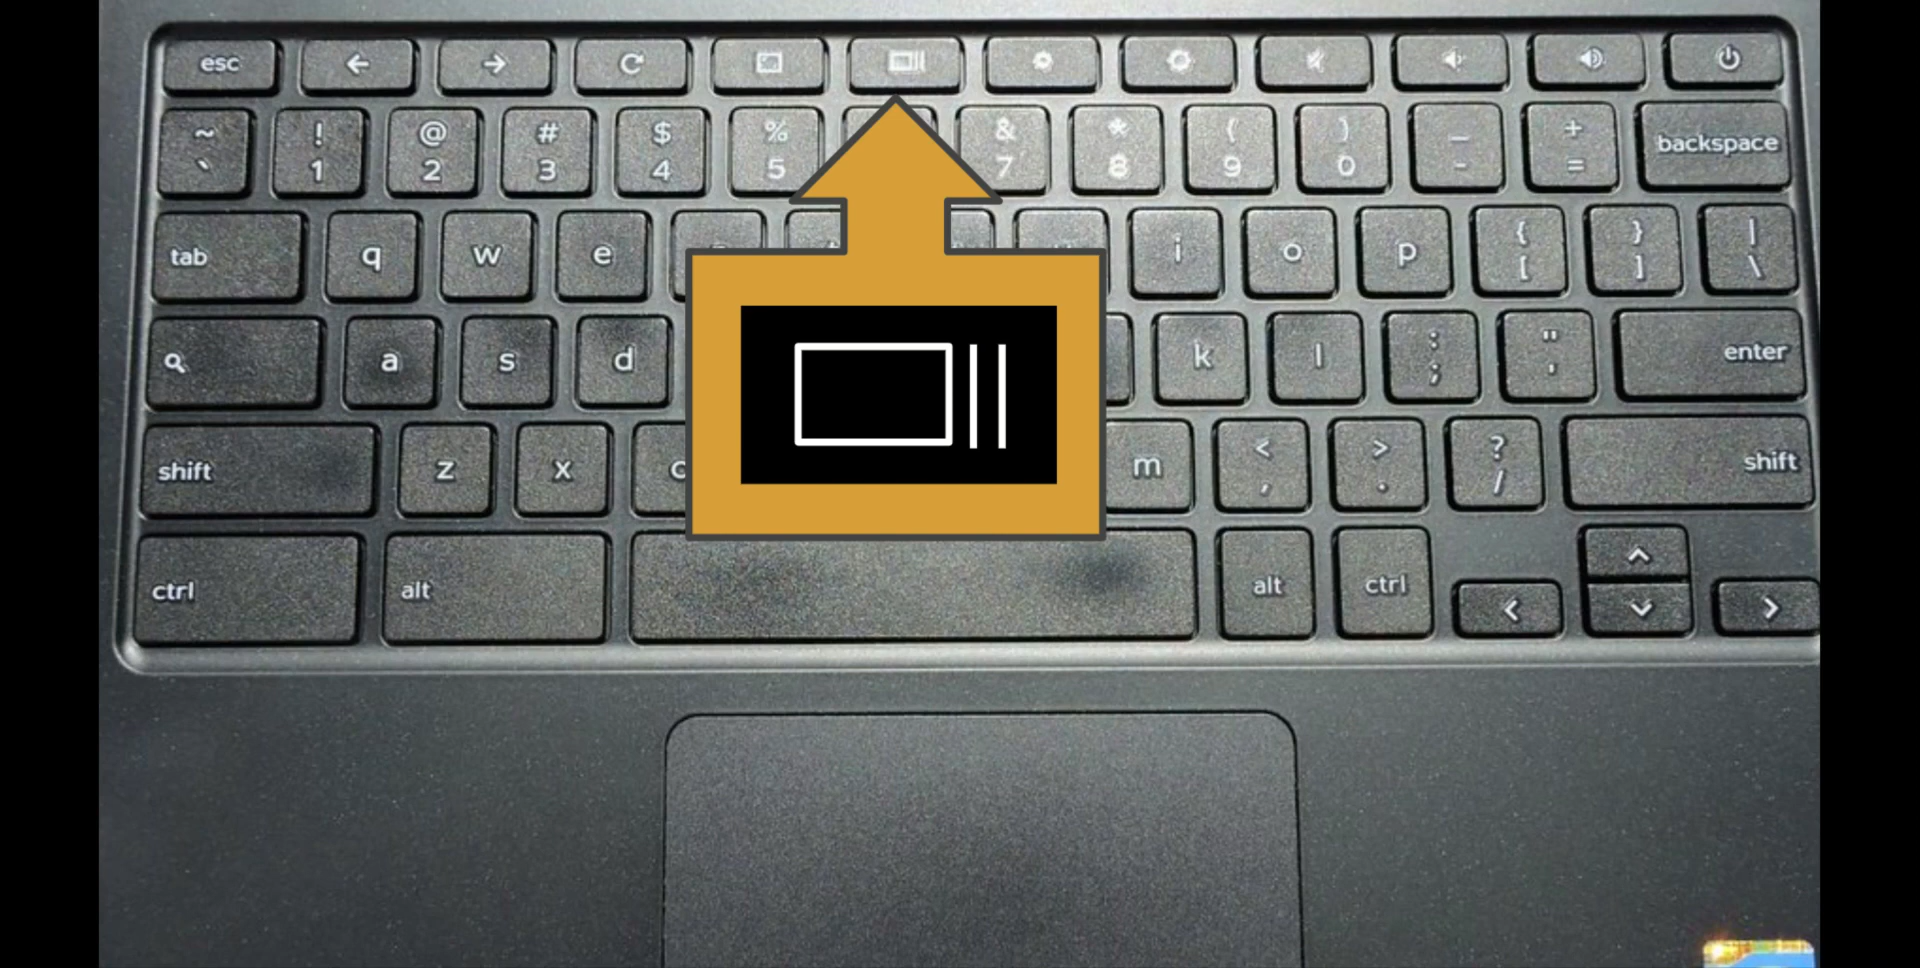 esc
~ ! @ # $ % & * ( ) _ +
` 1 2 3 4 5 7 8 9 0 - = backspace
tab q w e i o p { [ } ] | \
a s d k l : ; " ' enter
shift z x m < , > . ? / shift
ctrl alt alt ctrl